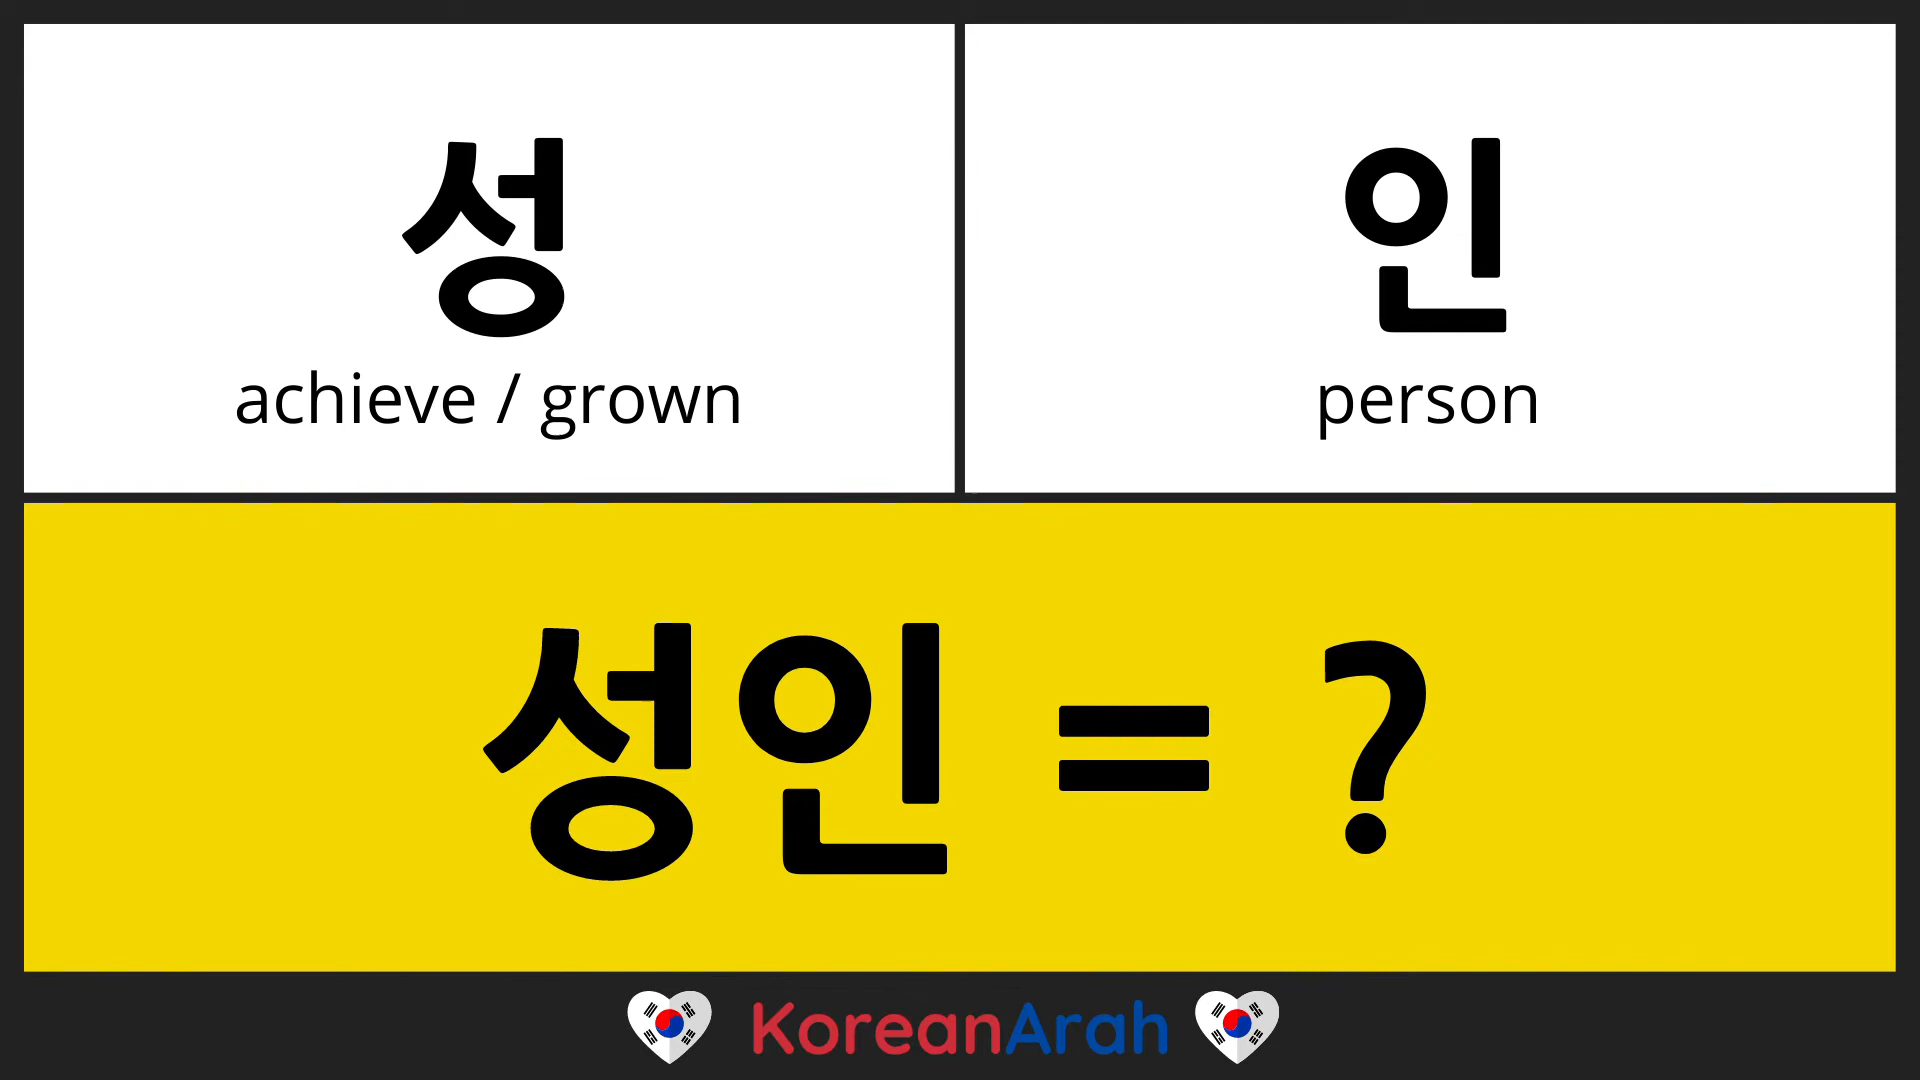 성
achieve / grown
인
person
성인 = ?
KoreanArah